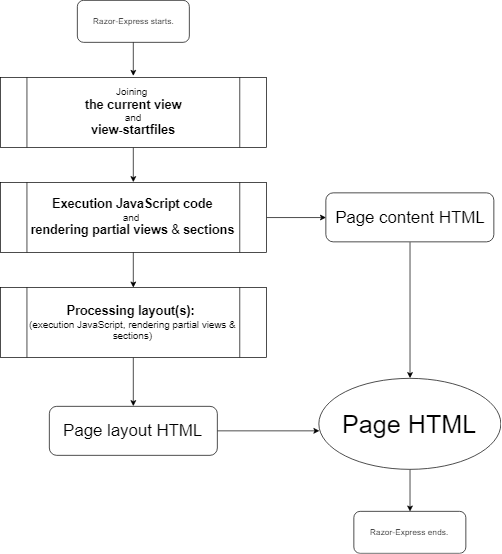 Razor-Express starts.
Joining
the current view
and
view-startfiles
Execution JavaScript code
and
rendering partial views & sections
Page content HTML
Processing layout(s):
(execution JavaScript, rendering partial views &
sections)
Page layout HTML
Page HTML
Razor-Express ends.